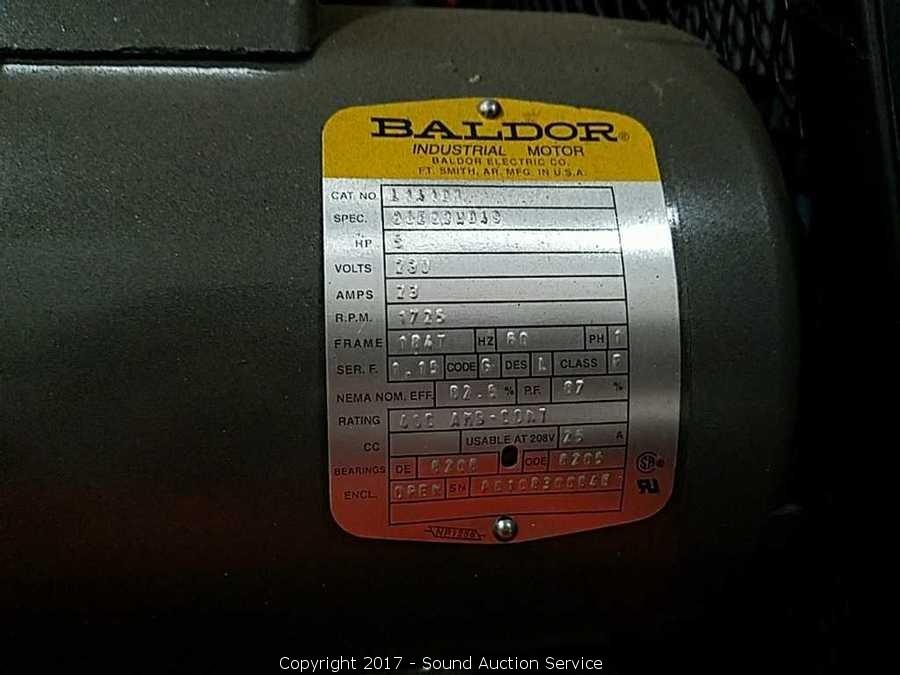 BALDOR®
INDUSTRIAL MOTOR
BALDOR ELECTRIC CO.
FT. SMITH, AR. MFG. IN U.S.A.
CAT. NO.
SPEC.
HP 5
VOLTS 230
AMPS 23
R.P.M. 1725
FRAME 184T HZ 60 PH 1
SER. F. 1.15 CODE G DES L CLASS F
NEMA NOM. EFF. 82.5 % P.F. 87 %
RATING 40C AMB-CONT
CC USABLE AT 208V 25 A
BEARINGS DE 6206 ODE 6205
ENCL. OPEN SN
NP1256
Copyright 2017 - Sound Auction Service